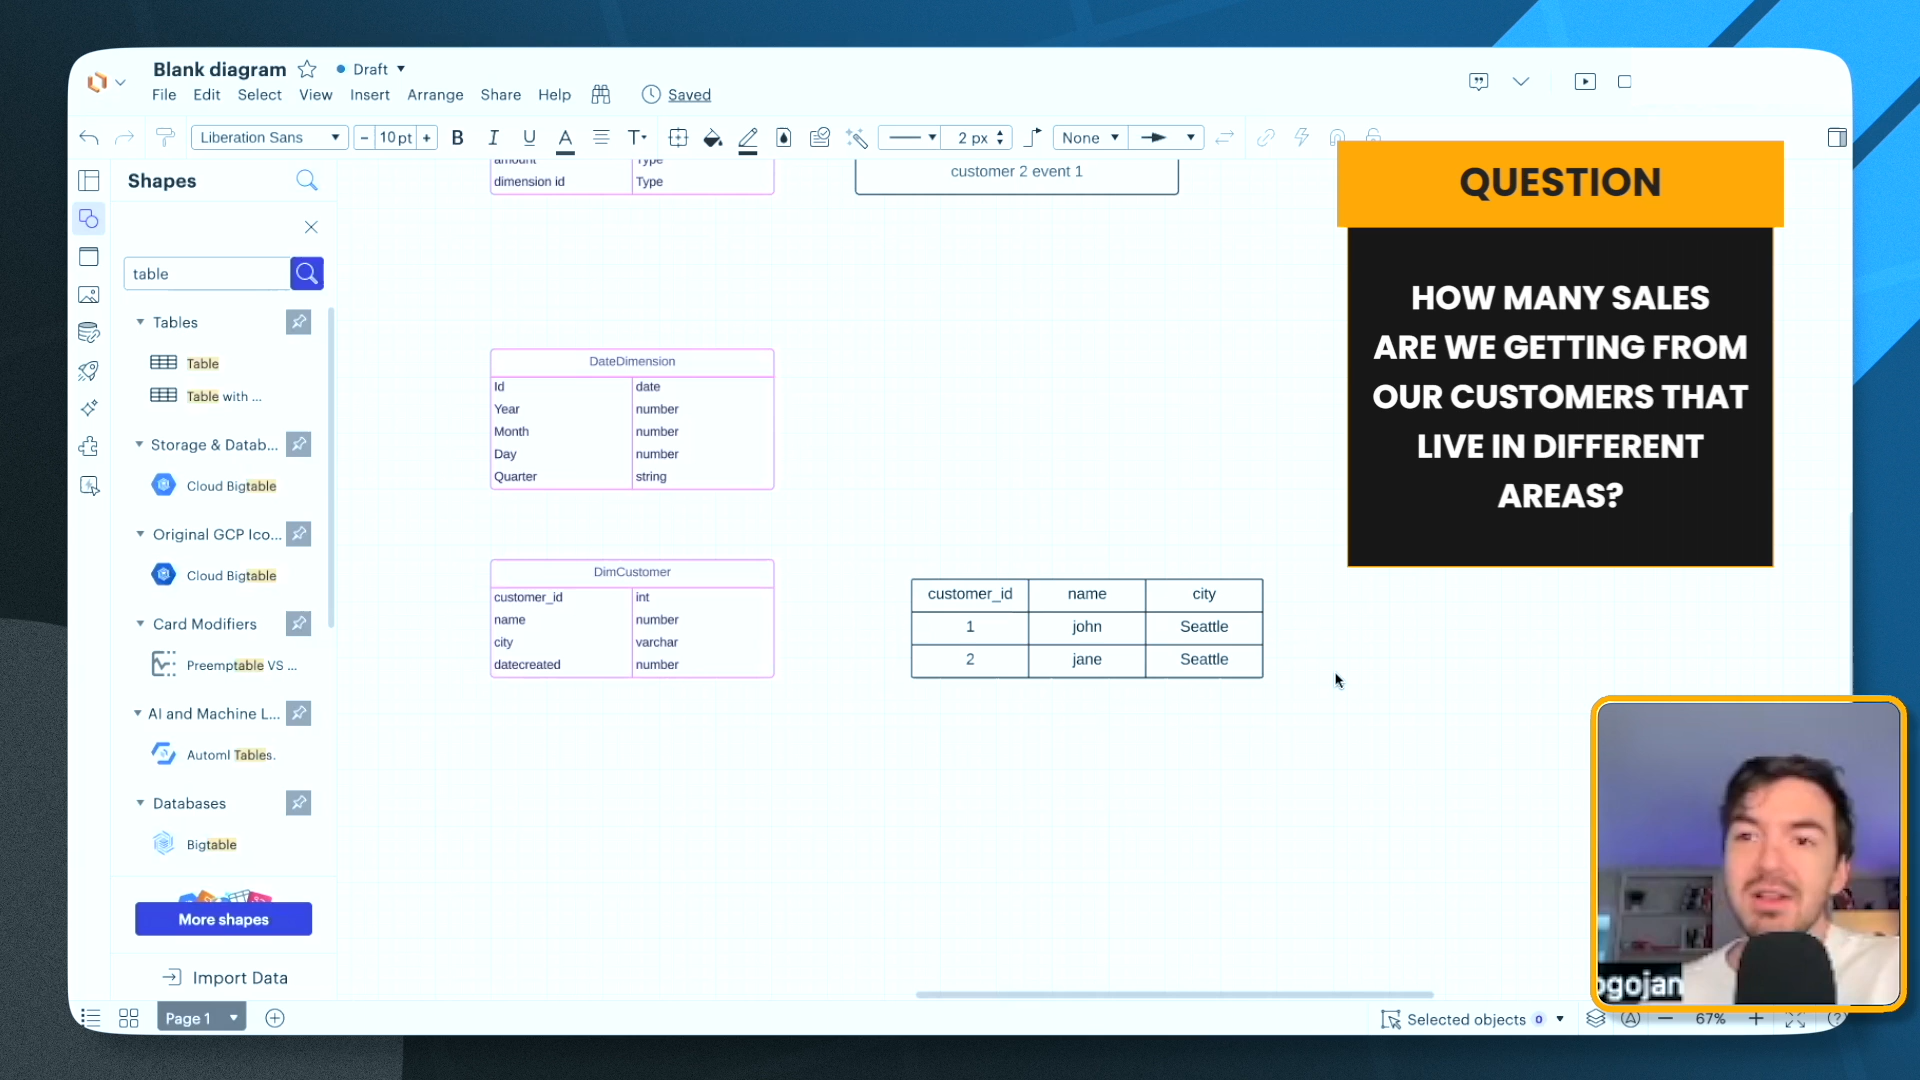 Blank diagram
Draft
File Edit Select View Insert Arrange Share Help
Saved
Liberation Sans
- 10 pt +
B I U A T
2 px
None
Shapes
table
Tables
Table
Table with ...
Storage & Datab...
Cloud Bigtable
Original GCP Ico...
Cloud Bigtable
Card Modifiers
Preemptable VS ...
AI and Machine L...
Automl Tables.
Databases
Bigtable
More shapes
Import Data
Page 1
amount Type
dimension id Type
customer 2 event 1
DateDimension
Id date
Year number
Month number
Day number
Quarter string
DimCustomer
customer_id int
name number
city varchar
datecreated number
customer_id name city
1 john Seattle
2 jane Seattle
QUESTION
HOW MANY SALES
ARE WE GETTING FROM
OUR CUSTOMERS THAT
LIVE IN DIFFERENT
AREAS?
ogojan
Selected objects 0
67%